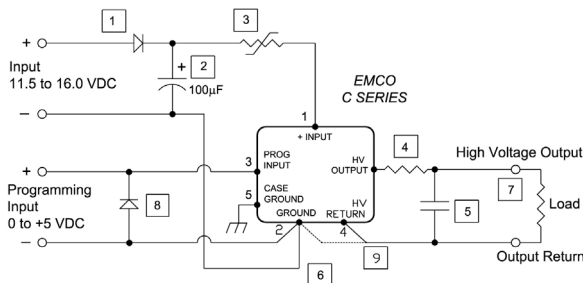 1
3
+
Input
11.5 to 16.0 VDC
+
2
100μF
EMCO
C SERIES
–
1
+ INPUT
+
3
PROG
INPUT
HV
OUTPUT
4
High Voltage Output
7
Programming
Input
0 to +5 VDC
8
5
CASE
GROUND
5
Load
GROUND
HV
RETURN
–
2
4
9
6
Output Return